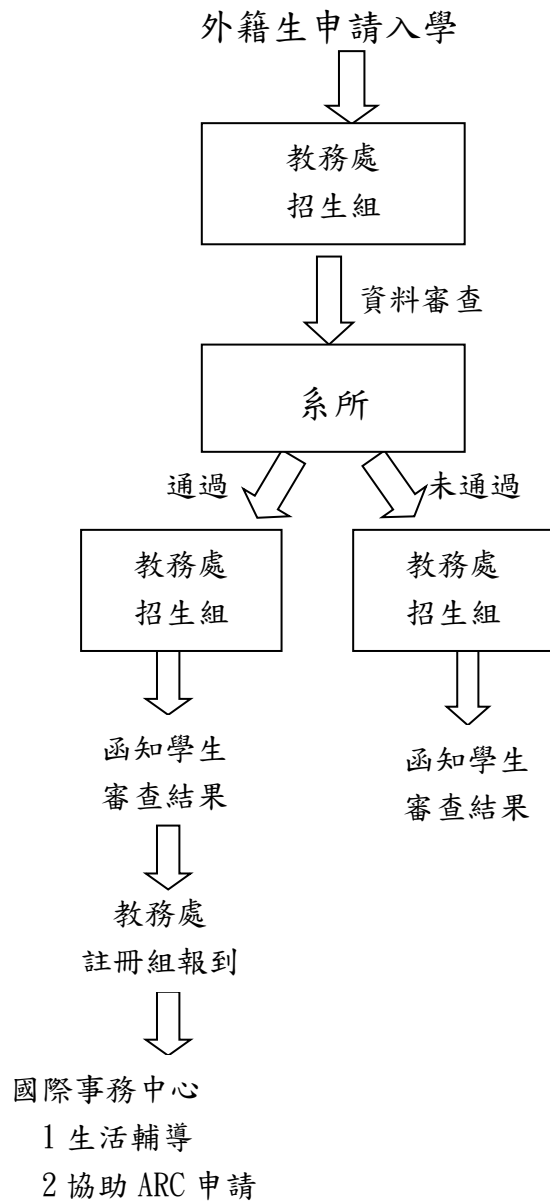 外籍生申請入學
教務處
招生組
資料審查
系所
通過
未通過
教務處
招生組
教務處
招生組
函知學生
審查結果
函知學生
審查結果
教務處
註冊組報到
國際事務中心
1 生活輔導
2 協助 ARC 申請